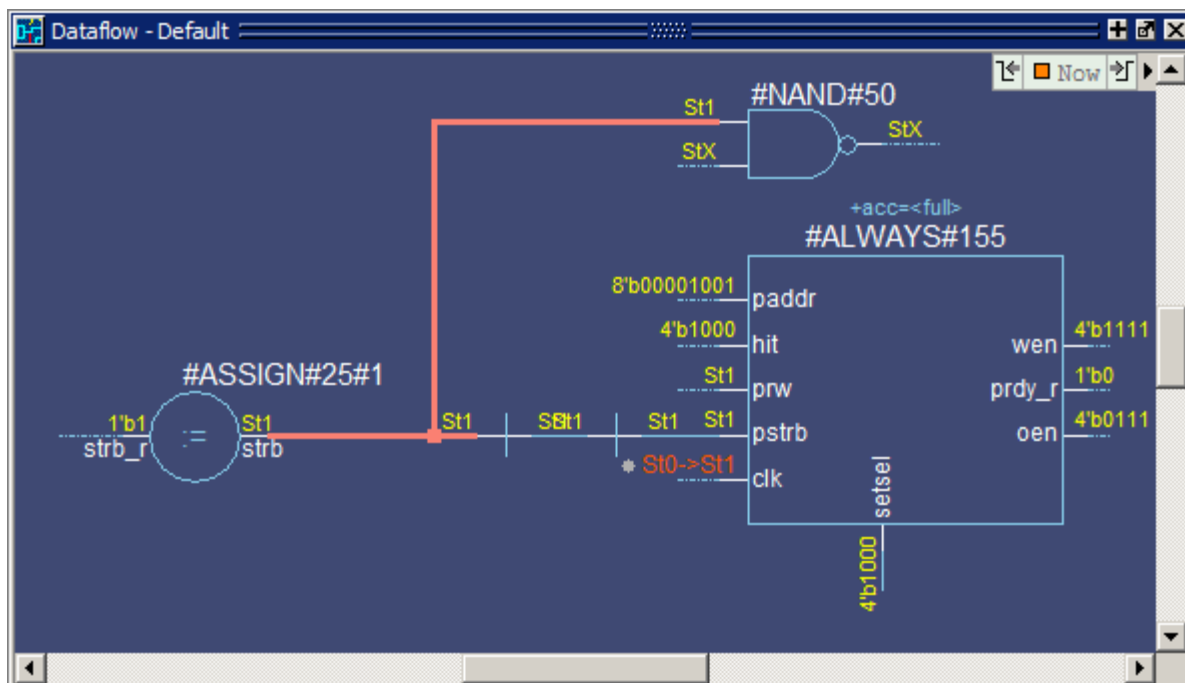 Dataflow - Default
Now
#NAND#50
St1
StX
StX
+acc=<full>
#ALWAYS#155
8'b00001001
paddr
4'b1000
hit
wen
4'b1111
St1
prw
prdy_r
1'b0
#ASSIGN#25#1
1'b1
:=
St1
St1
St1
St1
St1
pstrb
oen
4'b0111
strb_r
strb
St0->St1
clk
setsel
4'b1000